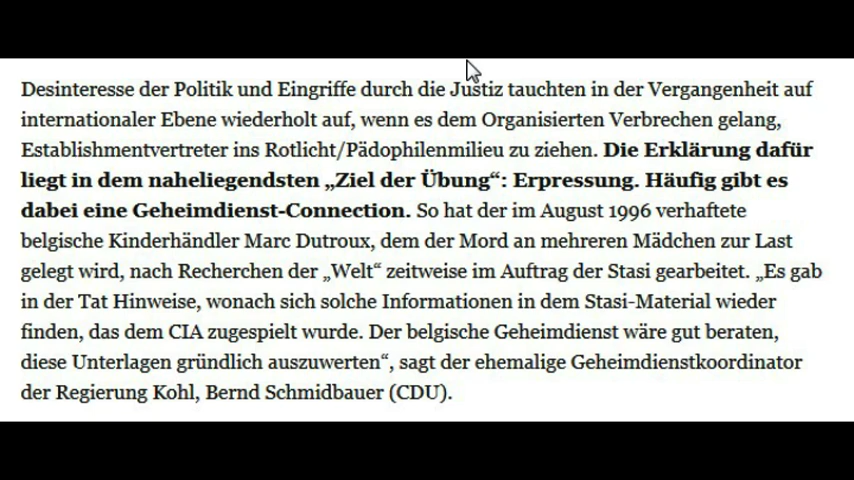 Desinteresse der Politik und Eingriffe durch die Justiz tauchten in der Vergangenheit auf
internationaler Ebene wiederholt auf, wenn es dem Organisierten Verbrechen gelang,
Establishmentvertreter ins Rotlicht/Pädophilenmilieu zu ziehen. Die Erklärung dafür
liegt in dem naheliegendsten „Ziel der Übung“: Erpressung. Häufig gibt es
dabei eine Geheimdienst-Connection. So hat der im August 1996 verhaftete
belgische Kinderhändler Marc Dutroux, dem der Mord an mehreren Mädchen zur Last
gelegt wird, nach Recherchen der „Welt“ zeitweise im Auftrag der Stasi gearbeitet. „Es gab
in der Tat Hinweise, wonach sich solche Informationen in dem Stasi-Material wieder
finden, das dem CIA zugespielt wurde. Der belgische Geheimdienst wäre gut beraten,
diese Unterlagen gründlich auszuwerten“, sagt der ehemalige Geheimdienstkoordinator
der Regierung Kohl, Bernd Schmidbauer (CDU).